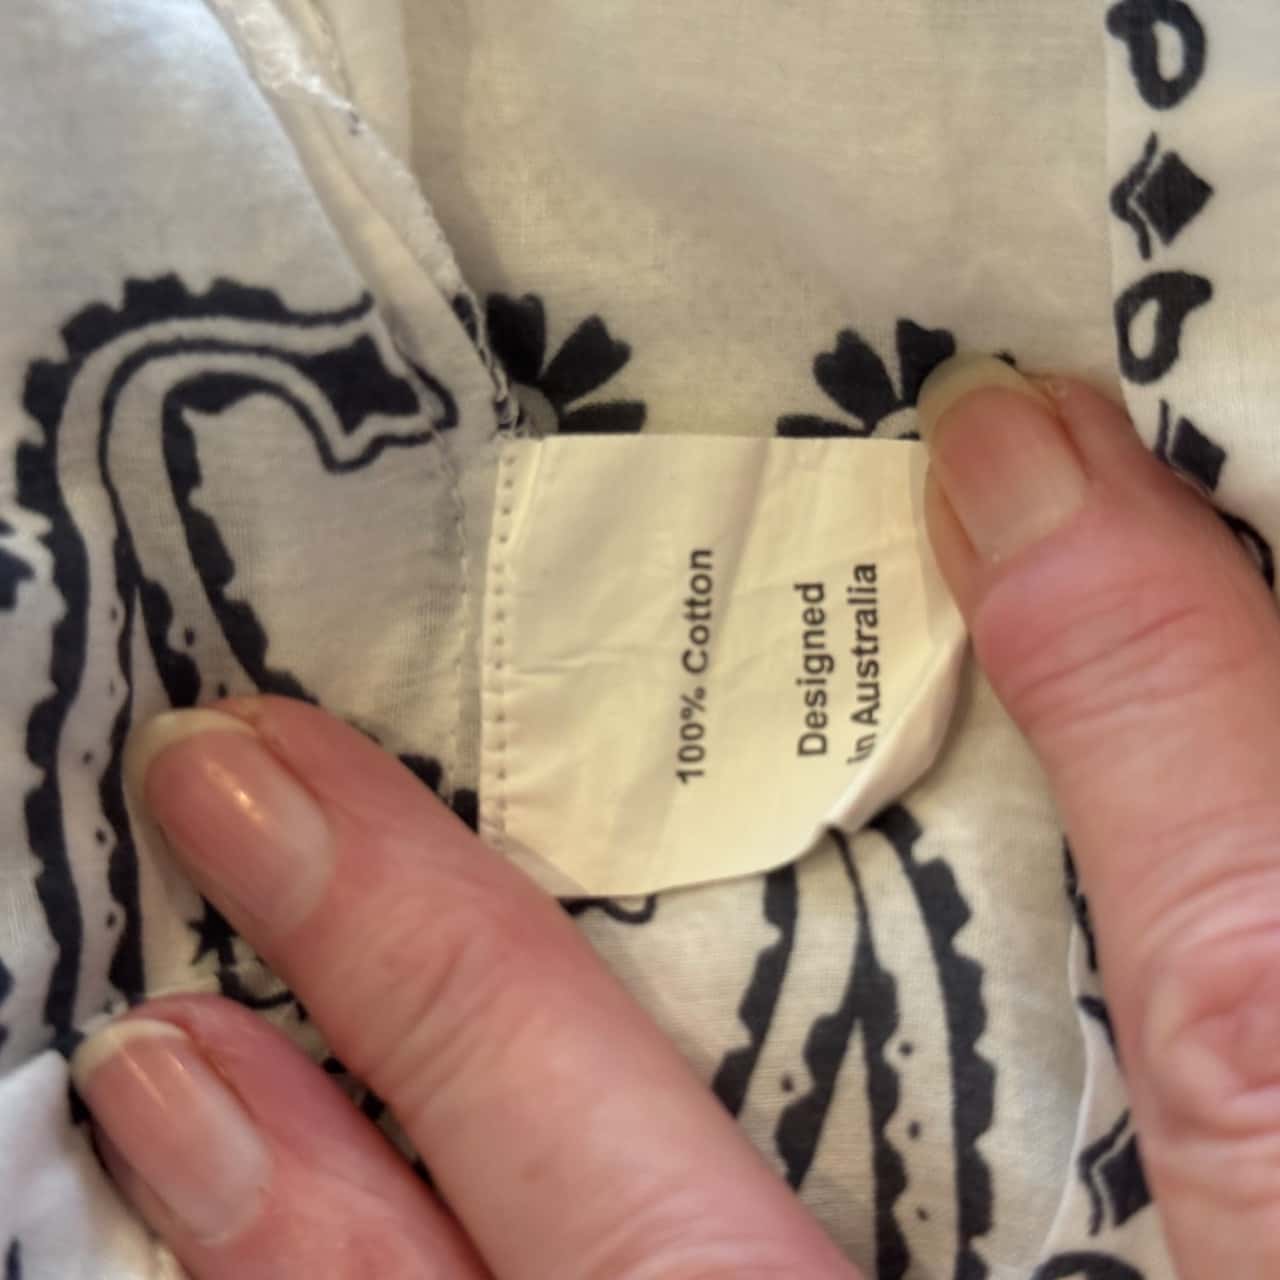 100% Cotton
Designed
in Australia